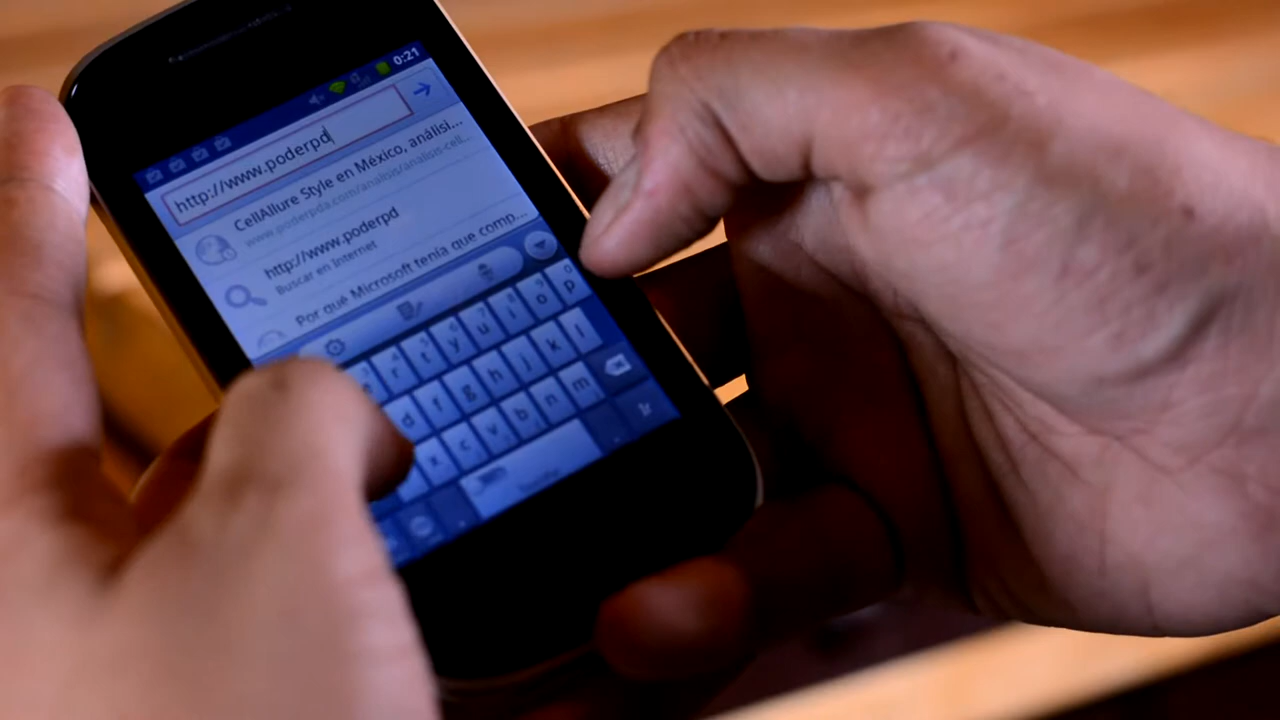 0:21
http://www.poderpd
CellAllure Style en México, análisi...
www.poderpda.com/analisis/analisis-cell...
http://www.poderpd
Buscar en Internet
Por qué Microsoft tenía que comp...
r t y u i o p
d f g h j k l
x c v b n m
Ir